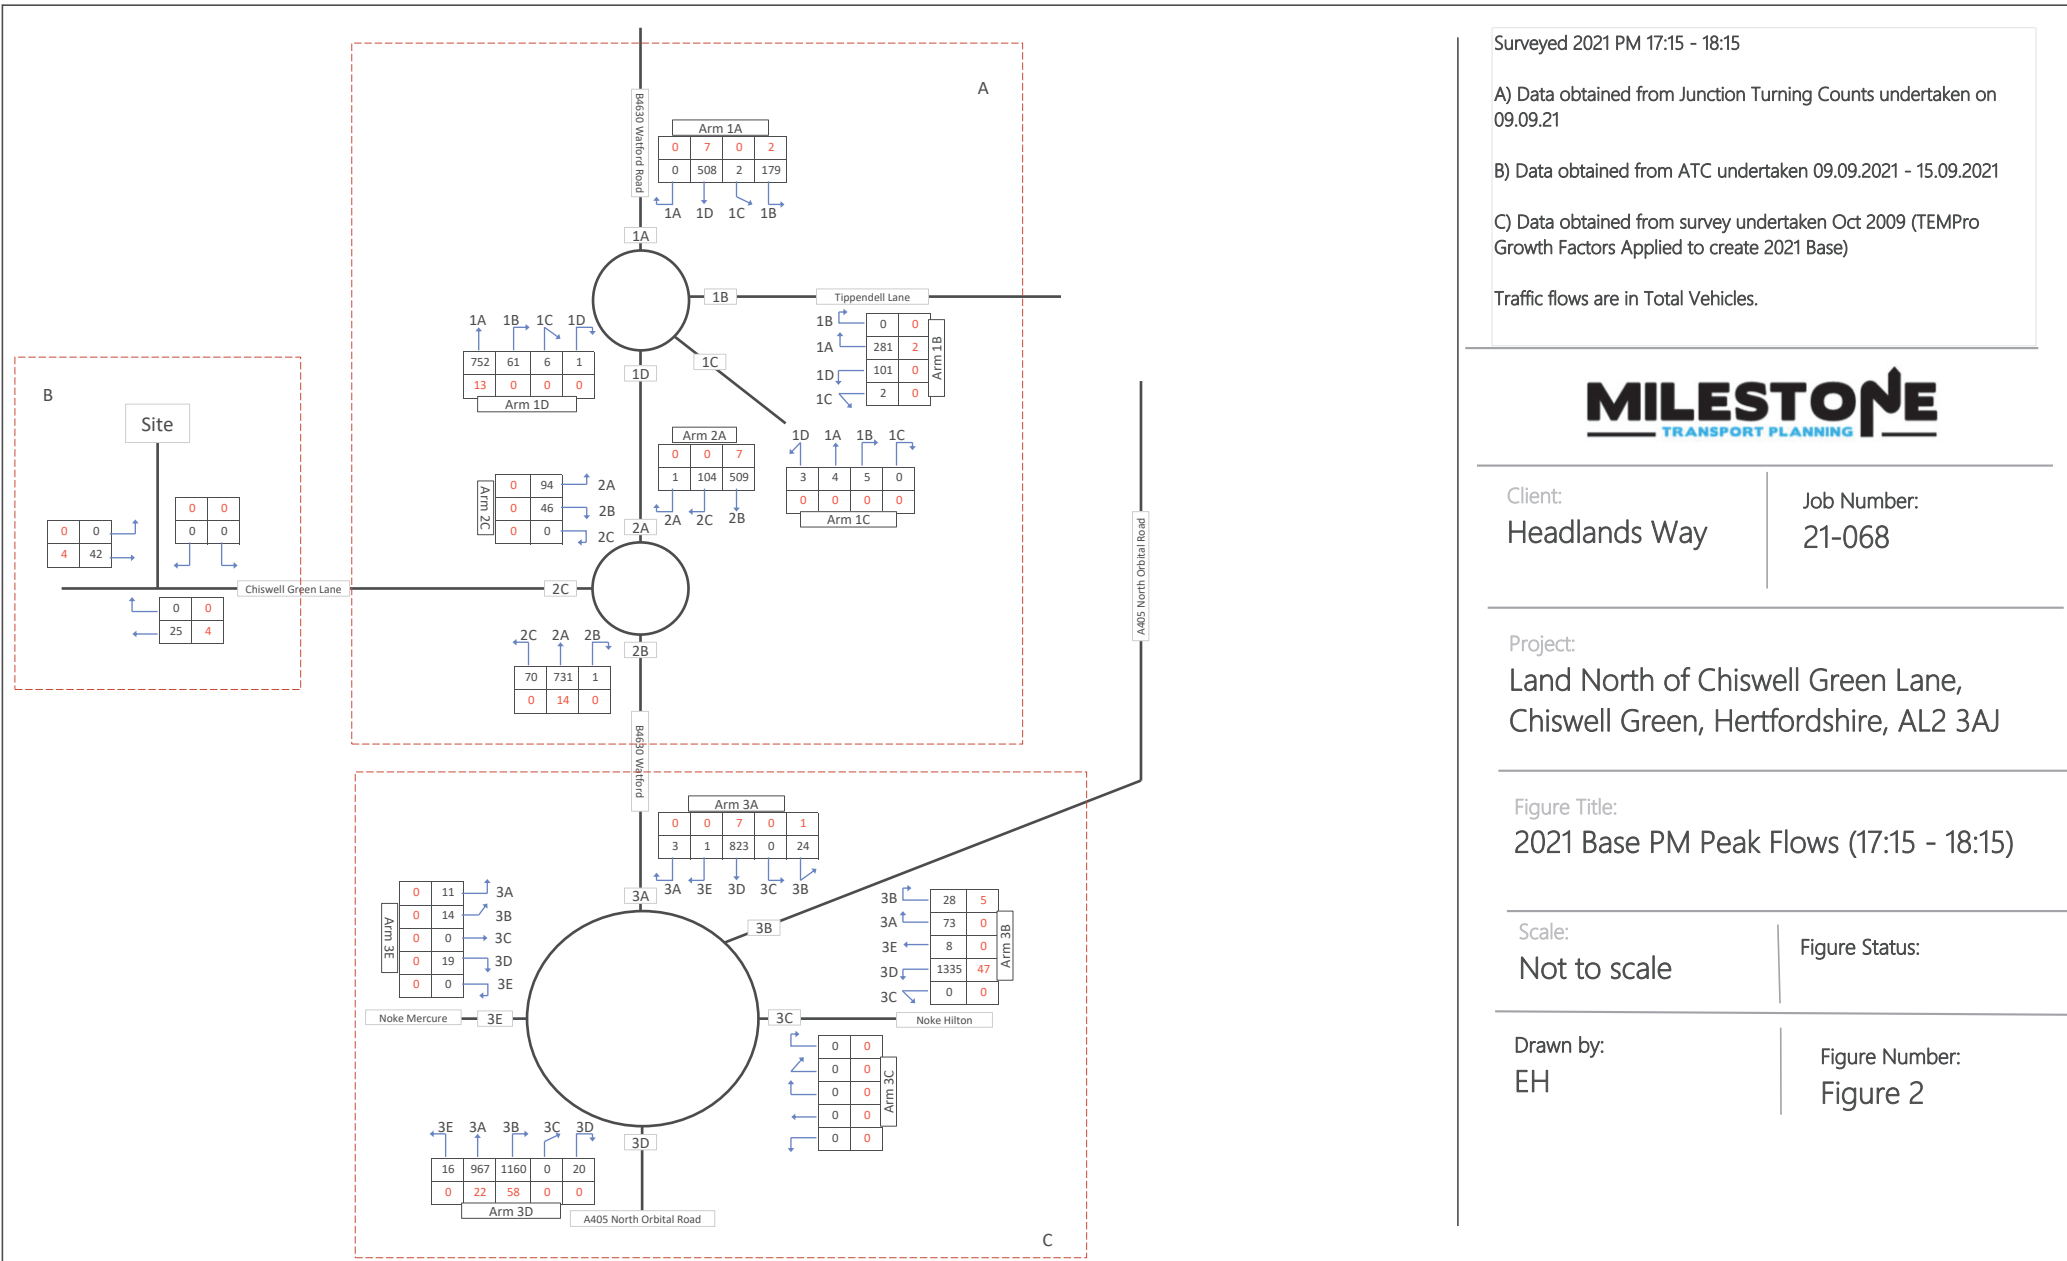 A
B4630 Watford Road
Arm 1A
0 7 0 2
0 508 2 179
1A 1D 1C 1B
1A
1B
Tippendell Lane
1A 1B 1C 1D
752 61 6 1
13 0 0 0
Arm 1D
1D
1C
1B 0 0
1A 281 2
1D 101 0
1C 2 0
Arm 1B
B
Site
0 0
4 42
0 0
0 0
0 0
25 4
Chiswell Green Lane
Arm 2A
0 0 7
1 104 509
2A 2C 2B
1D 1A 1B 1C
3 4 5 0
0 0 0 0
Arm 1C
Arm 2C
0 94 2A
0 46 2B
0 0 2C
2A
2C
2B
2C 2A 2B
70 731 1
0 14 0
B4630 Watford
A405 North Orbital Road
Arm 3A
0 0 7 0 1
3 1 823 0 24
3A 3E 3D 3C 3B
3A
3B
Arm 3E
0 11 3A
0 14 3B
0 0 3C
0 19 3D
0 0 3E
3B 28 5
3A 73 0
3E 8 0
3D 1335 47
3C 0 0
Arm 3B
Noke Mercure
3E
3C
Noke Hilton
0 0
0 0
0 0
0 0
0 0
Arm 3C
3E 3A 3B 3C 3D
16 967 1160 0 20
0 22 58 0 0
Arm 3D
3D
A405 North Orbital Road
C
Surveyed 2021 PM 17:15 - 18:15
A) Data obtained from Junction Turning Counts undertaken on
09.09.21
B) Data obtained from ATC undertaken 09.09.2021 - 15.09.2021
C) Data obtained from survey undertaken Oct 2009 (TEMPro
Growth Factors Applied to create 2021 Base)
Traffic flows are in Total Vehicles.
MILESTONE
TRANSPORT PLANNING
Client:
Headlands Way
Job Number:
21-068
Project:
Land North of Chiswell Green Lane,
Chiswell Green, Hertfordshire, AL2 3AJ
Figure Title:
2021 Base PM Peak Flows (17:15 - 18:15)
Scale:
Not to scale
Figure Status:
Drawn by:
EH
Figure Number:
Figure 2